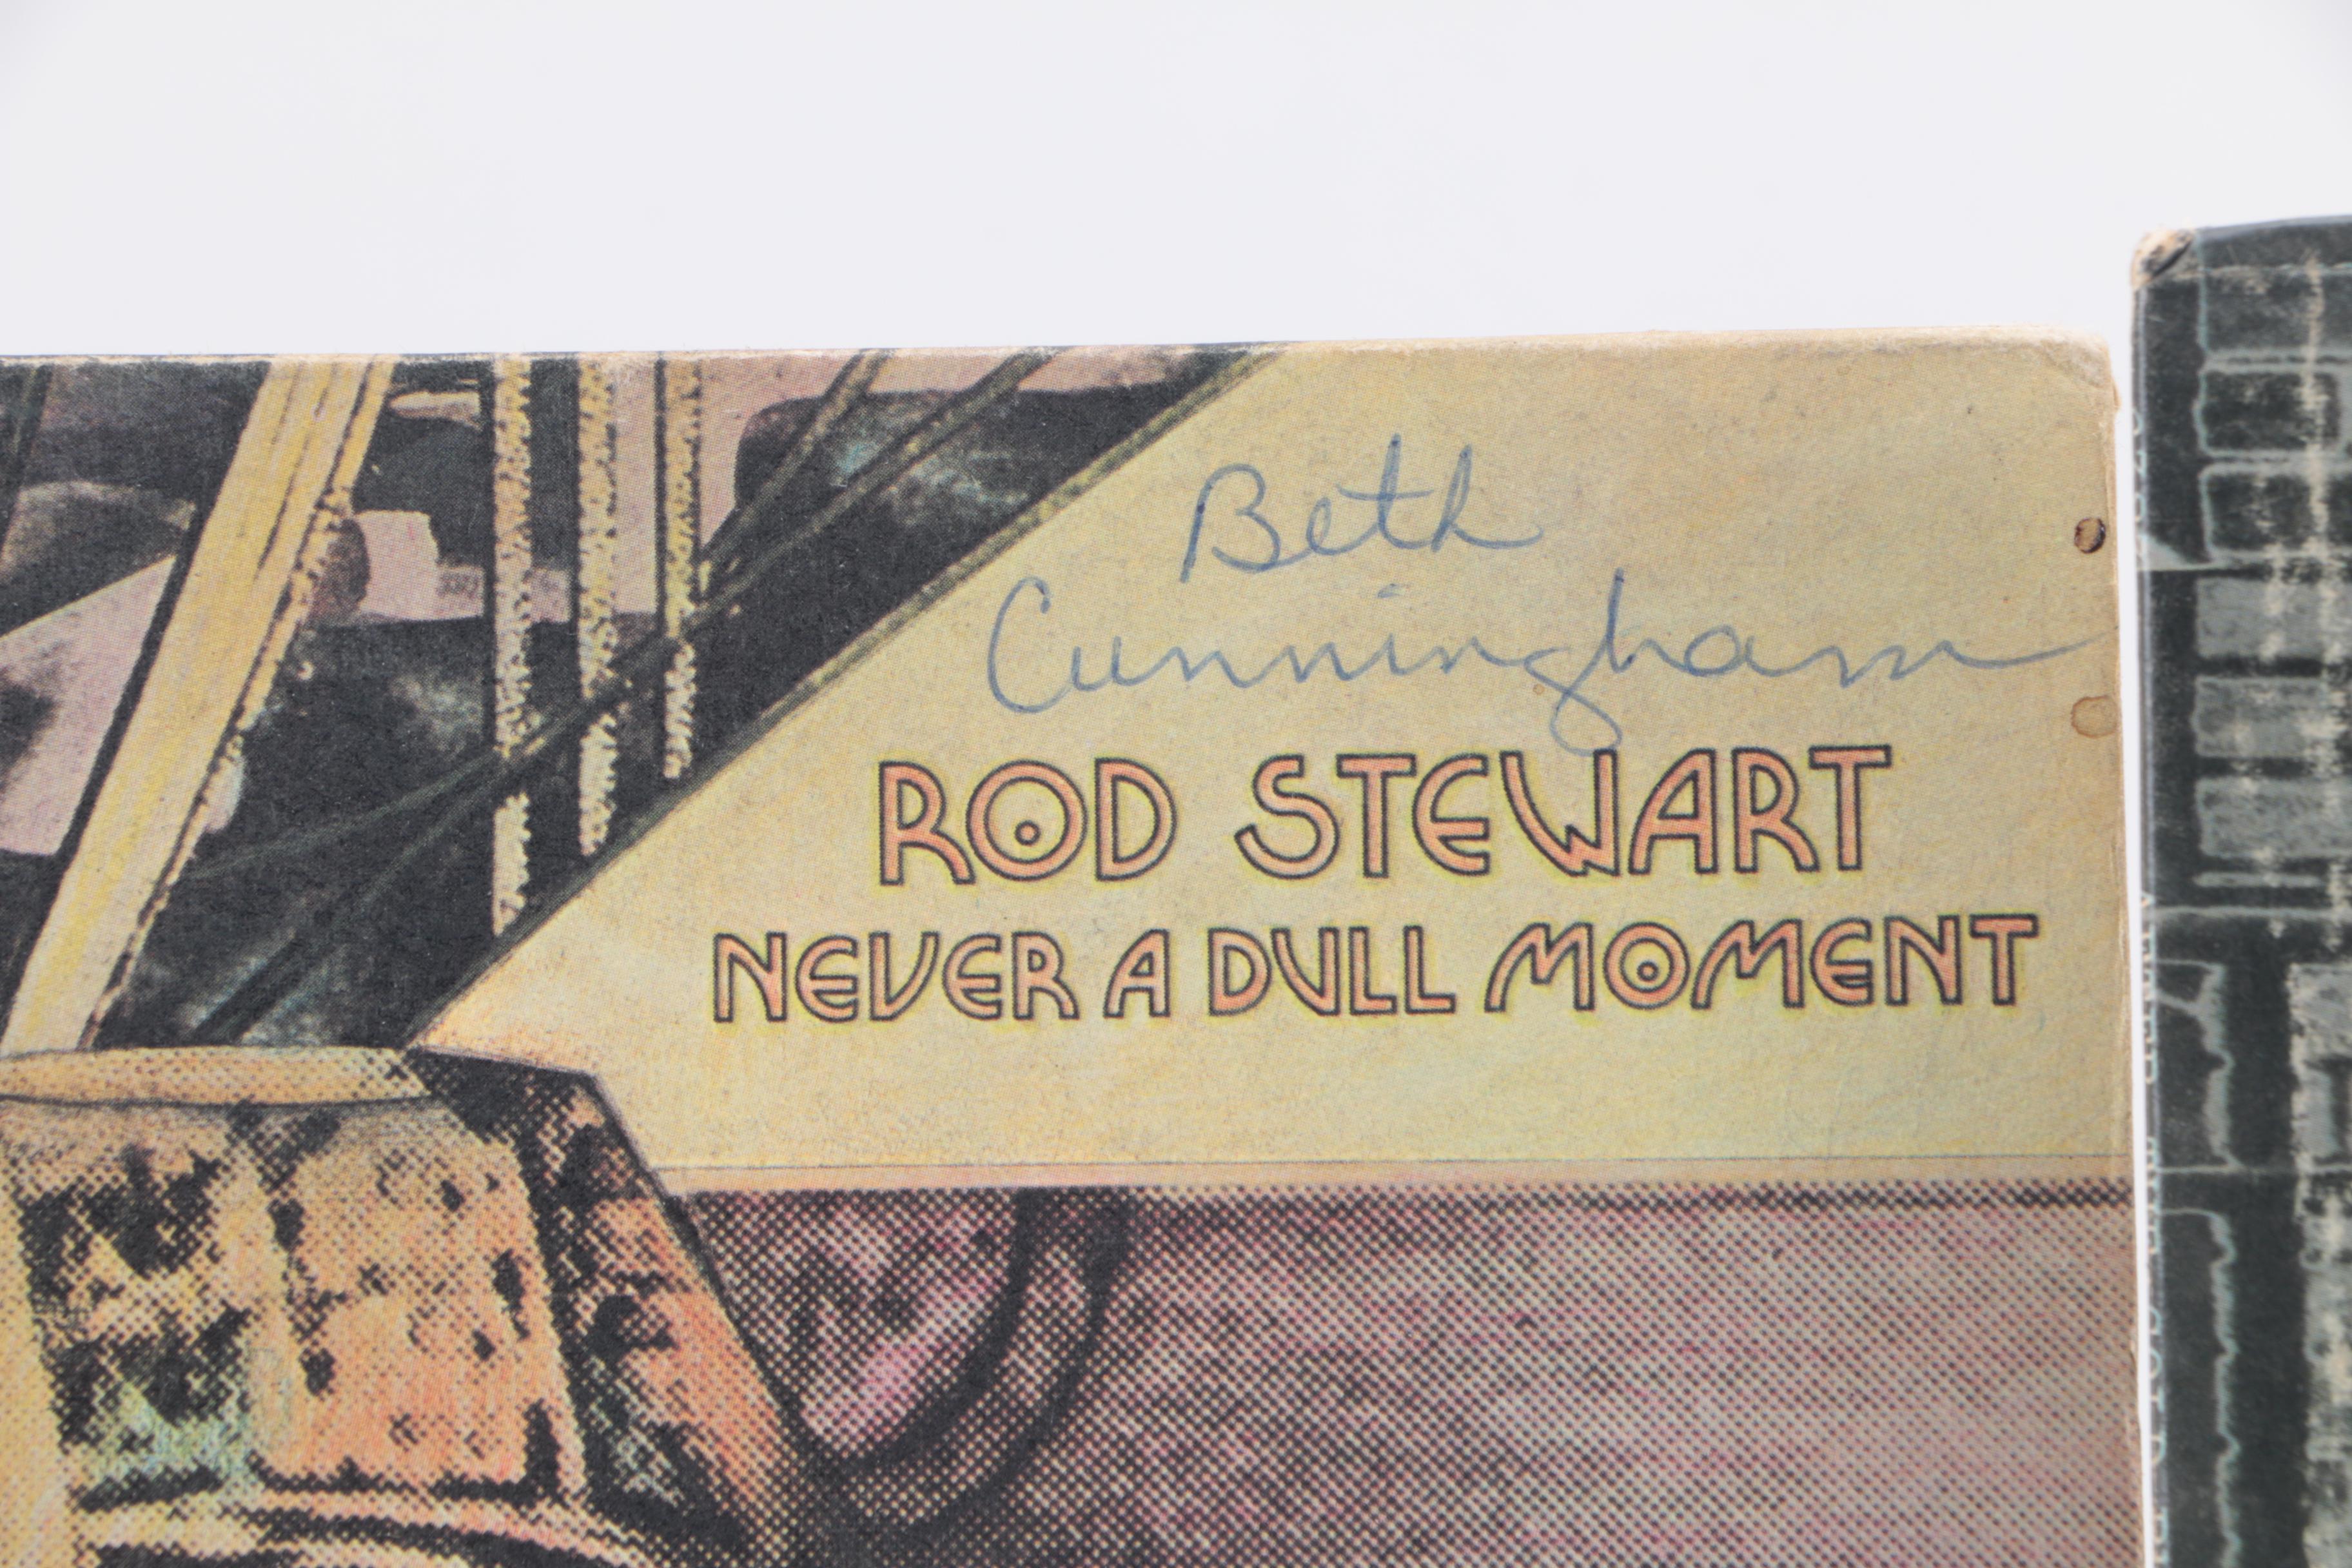 Beth
Cunningham
ROD STEWART
NEVER A DULL MOMENT